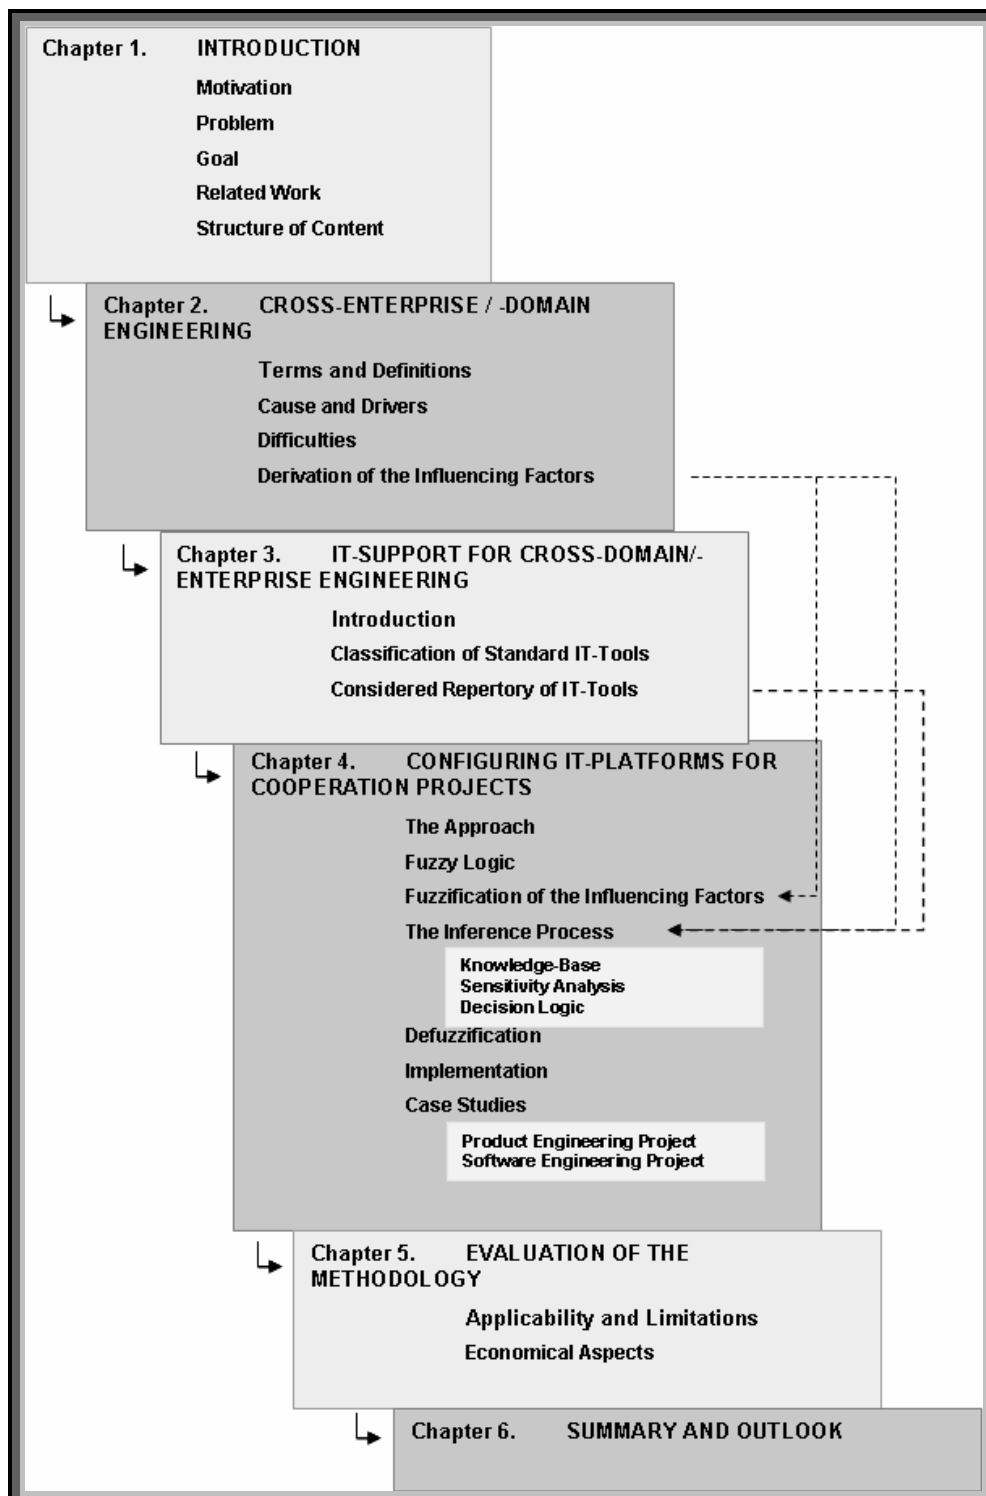 Chapter 1. INTRODUCTION
Motivation
Problem
Goal
Related Work
Structure of Content
Chapter 2. CROSS-ENTERPRISE / -DOMAIN
ENGINEERING
Terms and Definitions
Cause and Drivers
Difficulties
Derivation of the Influencing Factors
Chapter 3. IT-SUPPORT FOR CROSS-DOMAIN/-
ENTERPRISE ENGINEERING
Introduction
Classification of Standard IT-Tools
Considered Repertory of IT-Tools
Chapter 4. CONFIGURING IT-PLATFORMS FOR
COOPERATION PROJECTS
The Approach
Fuzzy Logic
Fuzzification of the Influencing Factors
The Inference Process
Knowledge-Base
Sensitivity Analysis
Decision Logic
Defuzzification
Implementation
Case Studies
Product Engineering Project
Software Engineering Project
Chapter 5. EVALUATION OF THE
METHODOLOGY
Applicability and Limitations
Economical Aspects
Chapter 6. SUMMARY AND OUTLOOK